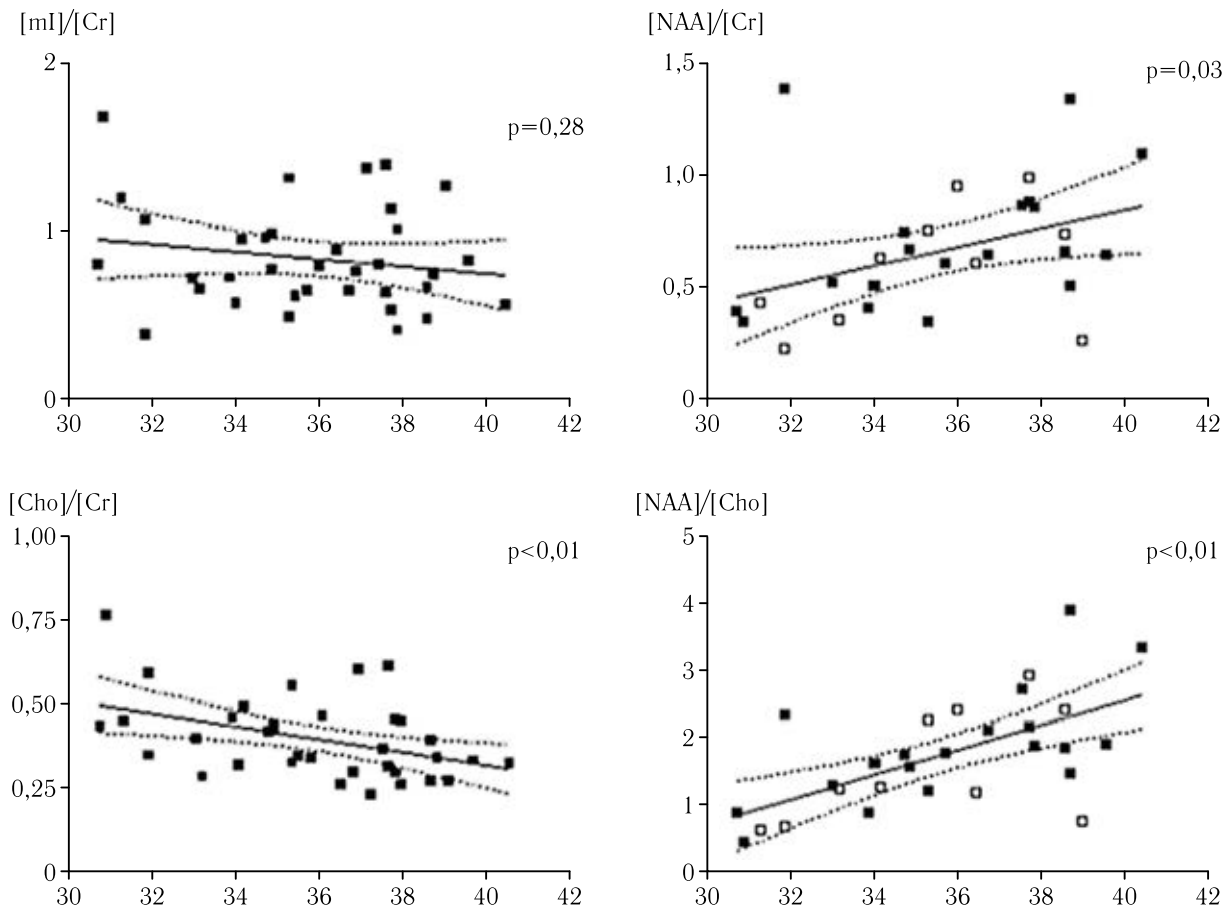 [mI]/[Cr]
2
p=0,28
1
0
30 32 34 36 38 40 42
[NAA]/[Cr]
1,5
p=0,03
1,0
0,5
0
30 32 34 36 38 40 42
[Cho]/[Cr]
1,00
p<0,01
0,75
0,50
0,25
0
30 32 34 36 38 40 42
[NAA]/[Cho]
5
p<0,01
4
3
2
1
0
30 32 34 36 38 40 42